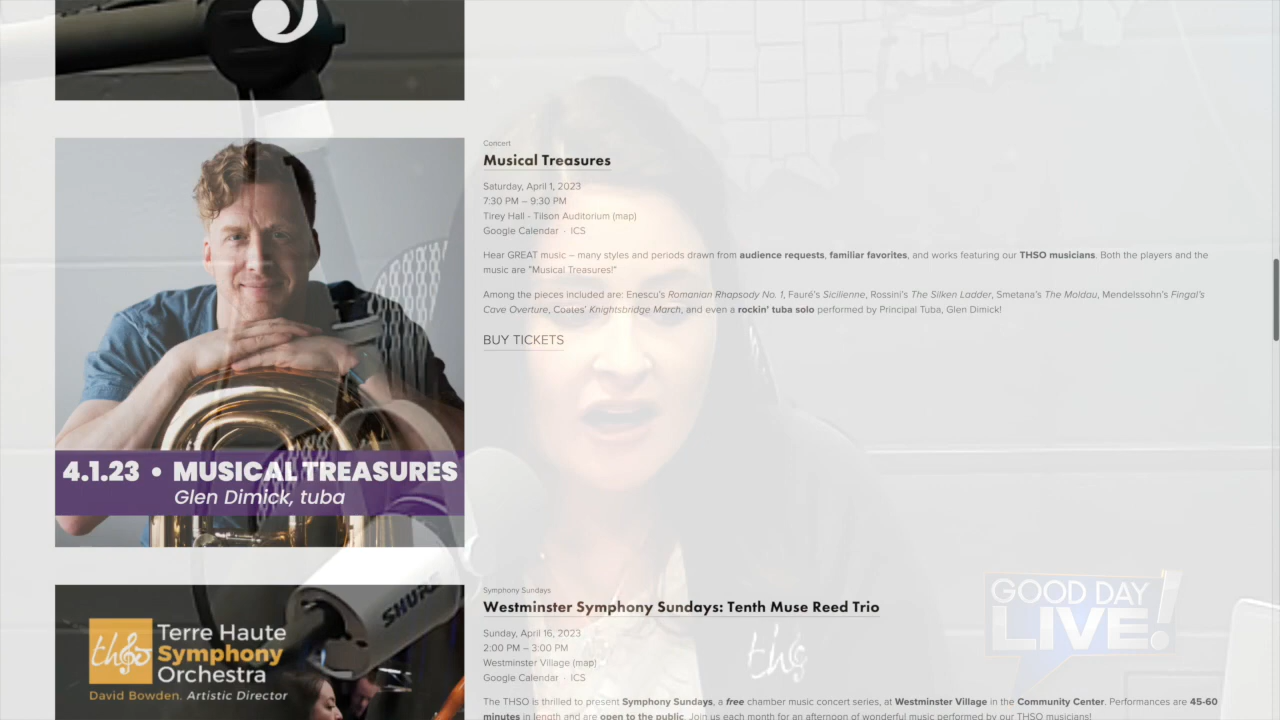 Concert
Musical Treasures
Saturday, April 1, 2023
7:30 PM – 9:30 PM
Tirey Hall - Tilson Auditorium (map)
Google Calendar · ICS
Hear GREAT music – many styles and periods drawn from audience requests, familiar favorites, and works featuring our THSO musicians. Both the players and the
music are "Musical Treasures!"
Among the pieces included are: Enescu's Romanian Rhapsody No. 1, Fauré's Sicilienne, Rossini's The Silken Ladder, Smetana's The Moldau, Mendelssohn's Fingal's
Cave Overture, Coates' Knightsbridge March, and even a rockin' tuba solo performed by Principal Tuba, Glen Dimick!
BUY TICKETS
4.1.23 • MUSICAL TREASURES
Glen Dimick, tuba
Symphony Sundays
Westminster Symphony Sundays: Tenth Muse Reed Trio
Sunday, April 16, 2023
2:00 PM – 3:00 PM
Westminster Village (map)
Google Calendar · ICS
The THSO is thrilled to present Symphony Sundays, a free chamber music concert series, at Westminster Village in the Community Center. Performances are 45-60
minutes in length and are open to the public. Join us each month for an afternoon of wonderful music performed by our THSO musicians!
thso
Terre Haute
Symphony
Orchestra
David Bowden, Artistic Director
SHURE
thso
GOOD DAY
LIVE!